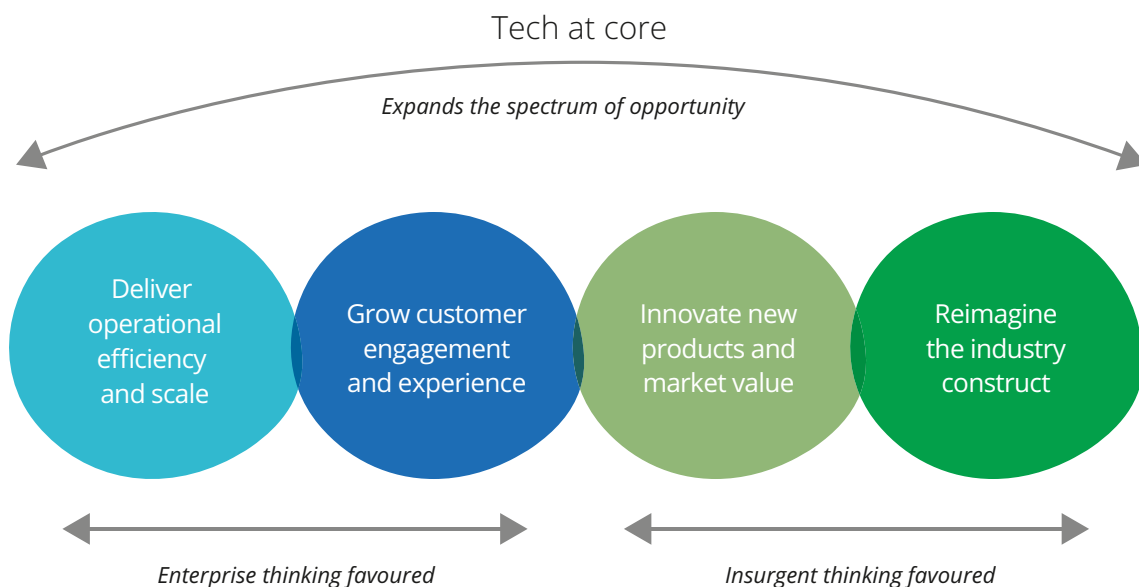 Tech at core
Expands the spectrum of opportunity
Deliver
operational
efficiency
and scale
Grow customer
engagement
and experience
Innovate new
products and
market value
Reimagine
the industry
construct
Enterprise thinking favoured
Insurgent thinking favoured